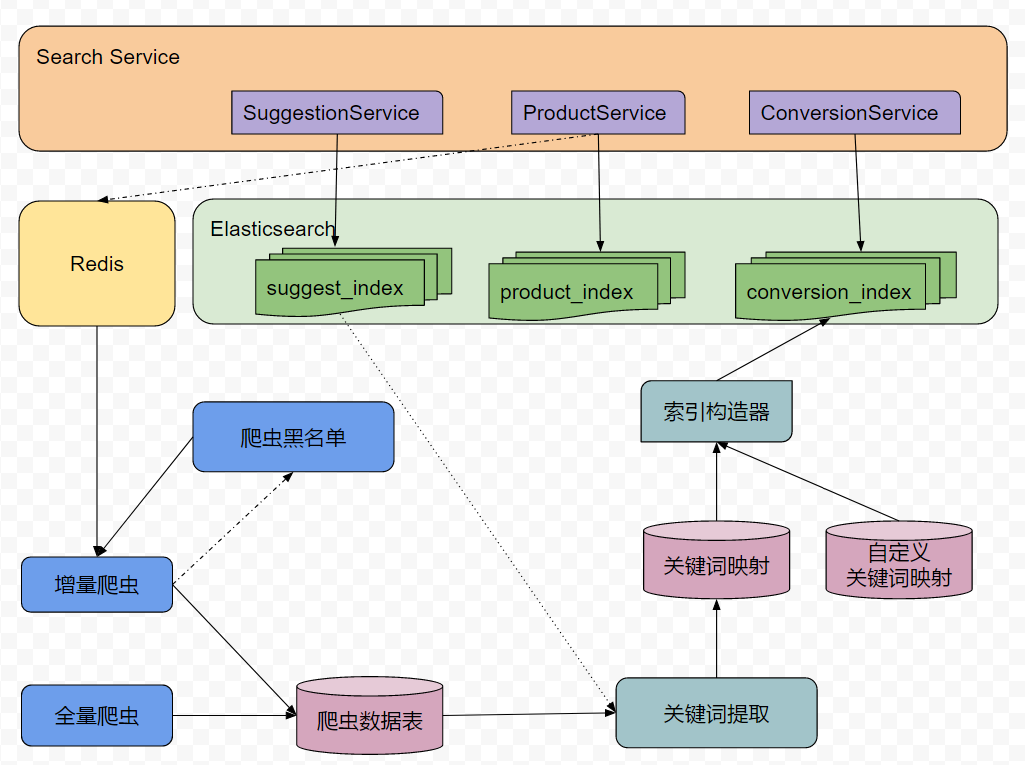 Search Service
SuggestionService
ProductService
ConversionService
Redis
Elasticsearch
suggest_index
product_index
conversion_index
索引构造器
爬虫黑名单
关键词映射
自定义
关键词映射
增量爬虫
全量爬虫
爬虫数据表
关键词提取